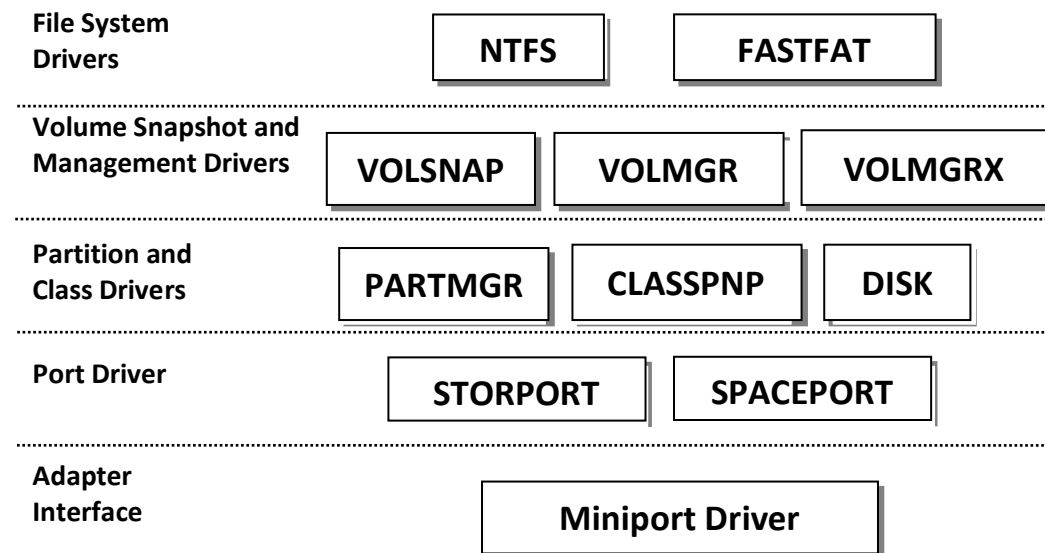 File System
Drivers
NTFS
FASTFAT
Volume Snapshot and
Management Drivers
VOLSNAP
VOLMGR
VOLMGRX
Partition and
Class Drivers
PARTMGR
CLASSPNP
DISK
Port Driver
STORPORT
SPACEPORT
Adapter
Interface
Miniport Driver